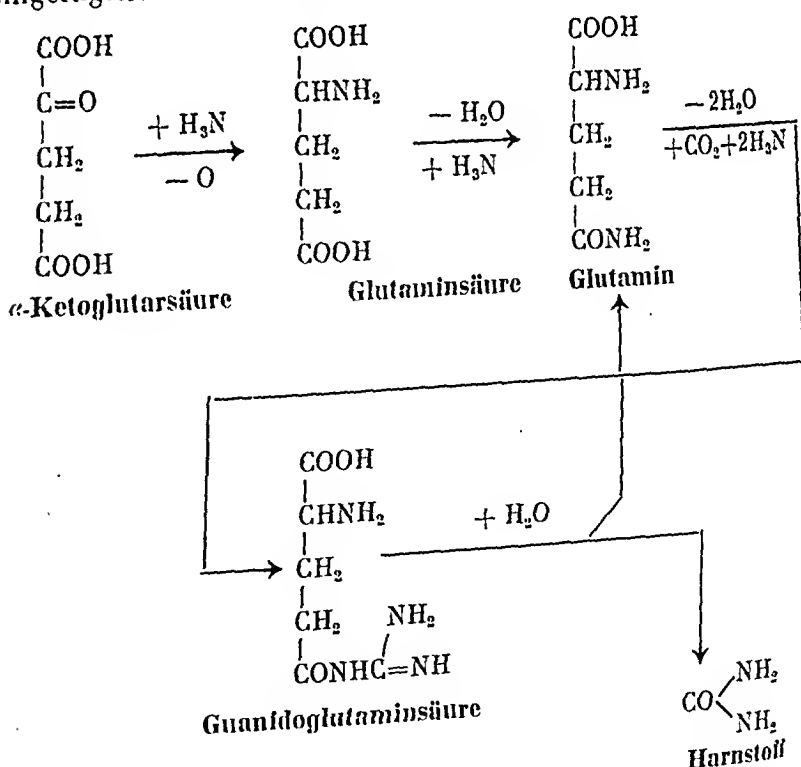 COOH
C=O
CH₂
CH₂
COOH
α-Ketoglutarsäure
+ H₃N
− O
COOH
CHNH₂
CH₂
CH₂
COOH
Glutaminsäure
− H₂O
+ H₃N
COOH
CHNH₂
CH₂
CH₂
CONH₂
Glutamin
−2H₂O
+CO₂+2H₃N
COOH
CHNH₂
CH₂
CH₂
NH₂
CONHC=NH
Guanidoglutaminsäure
+ H₂O
NH₂
CO
NH₂
Harnstoff